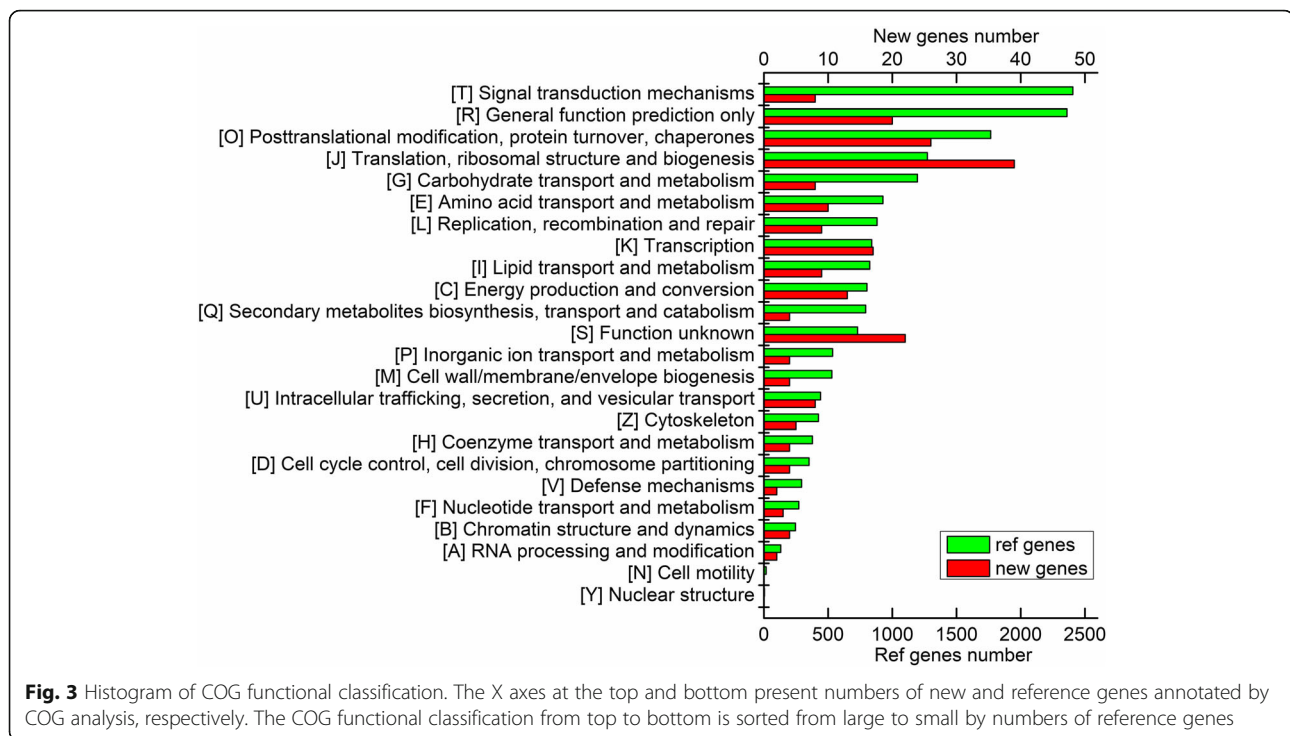 New genes number
0 10 20 30 40 50
[T] Signal transduction mechanisms
[R] General function prediction only
[O] Posttranslational modification, protein turnover, chaperones
[J] Translation, ribosomal structure and biogenesis
[G] Carbohydrate transport and metabolism
[E] Amino acid transport and metabolism
[L] Replication, recombination and repair
[K] Transcription
[I] Lipid transport and metabolism
[C] Energy production and conversion
[Q] Secondary metabolites biosynthesis, transport and catabolism
[S] Function unknown
[P] Inorganic ion transport and metabolism
[M] Cell wall/membrane/envelope biogenesis
[U] Intracellular trafficking, secretion, and vesicular transport
[Z] Cytoskeleton
[H] Coenzyme transport and metabolism
[D] Cell cycle control, cell division, chromosome partitioning
[V] Defense mechanisms
[F] Nucleotide transport and metabolism
[B] Chromatin structure and dynamics
[A] RNA processing and modification
[N] Cell motility
[Y] Nuclear structure
ref genes
new genes
0 500 1000 1500 2000 2500
Ref genes number
Fig. 3 Histogram of COG functional classification. The X axes at the top and bottom present numbers of new and reference genes annotated by
COG analysis, respectively. The COG functional classification from top to bottom is sorted from large to small by numbers of reference genes